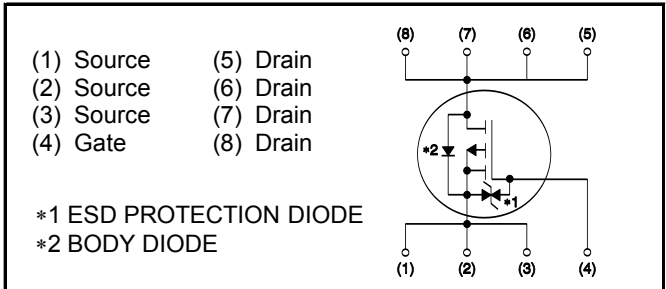 (1) Source (5) Drain
(2) Source (6) Drain
(3) Source (7) Drain
(4) Gate (8) Drain
∗1 ESD PROTECTION DIODE
∗2 BODY DIODE
(8) (7) (6) (5)
∗2
∗1
(1) (2) (3) (4)